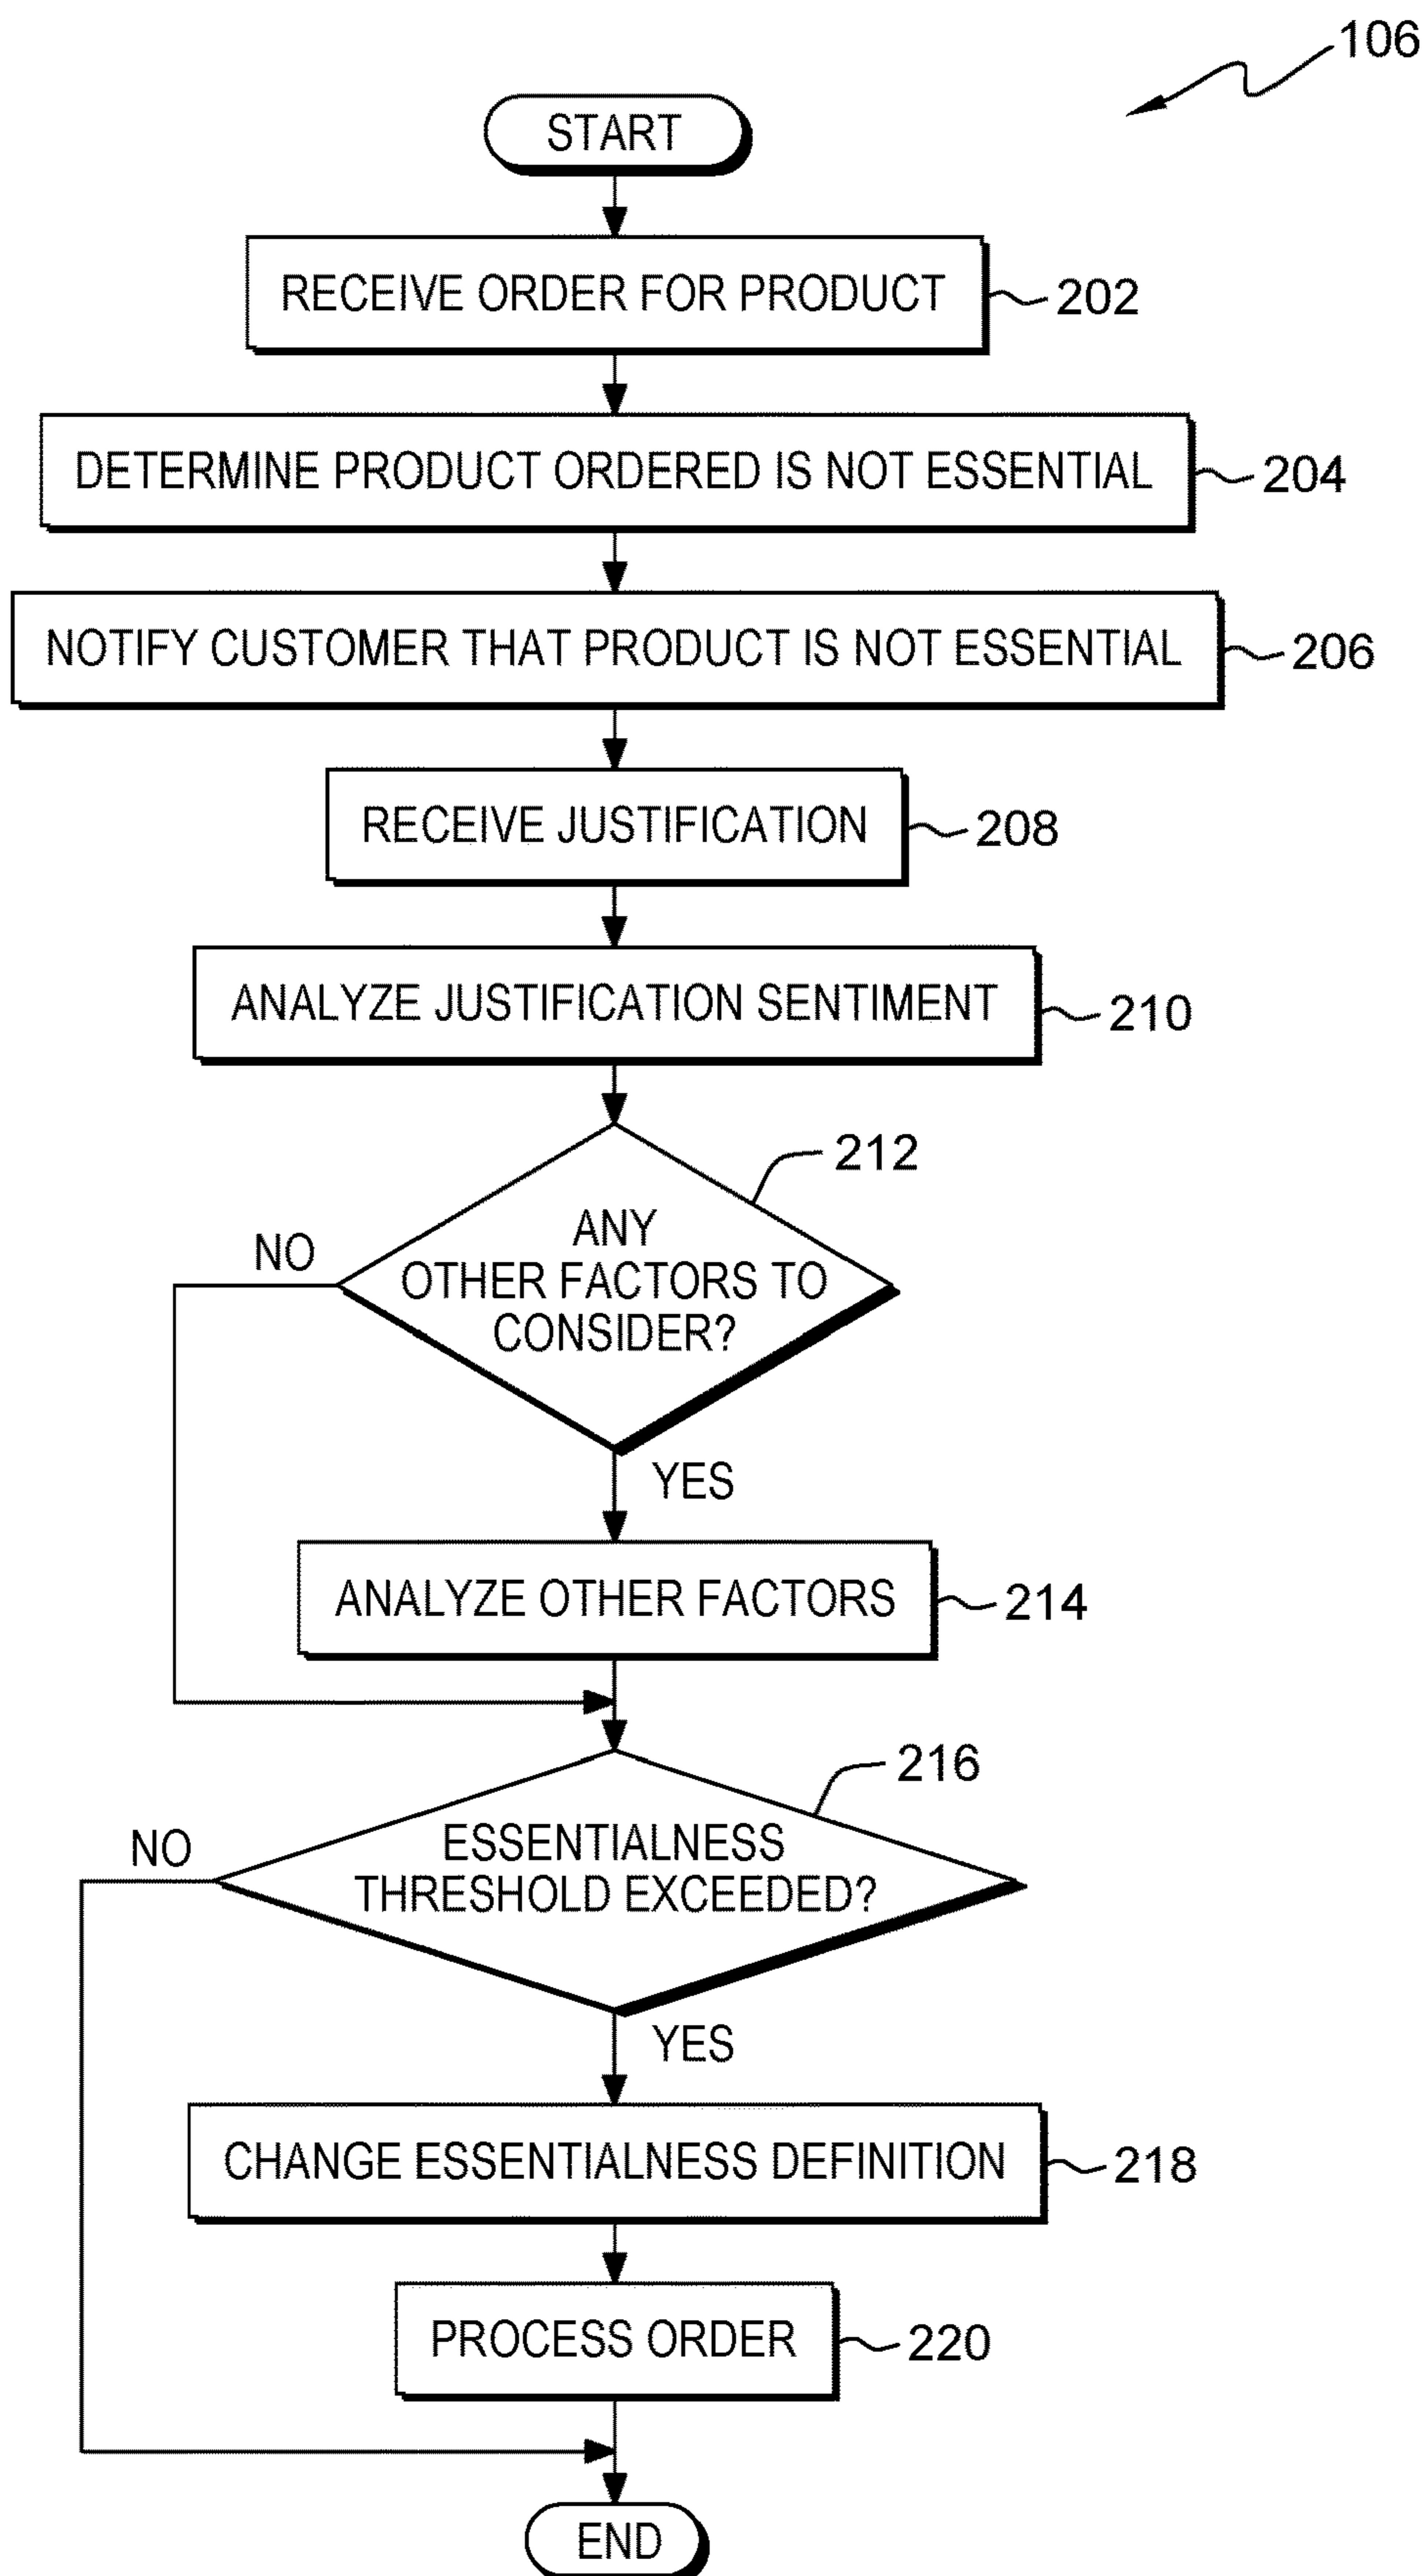 106
START
RECEIVE ORDER FOR PRODUCT
202
DETERMINE PRODUCT ORDERED IS NOT ESSENTIAL
204
NOTIFY CUSTOMER THAT PRODUCT IS NOT ESSENTIAL
206
RECEIVE JUSTIFICATION
208
ANALYZE JUSTIFICATION SENTIMENT
210
212
NO
ANY
OTHER FACTORS TO
CONSIDER?
YES
ANALYZE OTHER FACTORS
214
216
NO
ESSENTIALNESS
THRESHOLD EXCEEDED?
YES
CHANGE ESSENTIALNESS DEFINITION
218
PROCESS ORDER
220
END